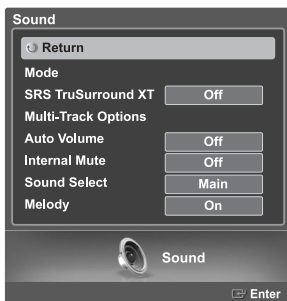 Sound
Return
Mode
SRS TruSurround XT Off
Multi-Track Options
Auto Volume Off
Internal Mute Off
Sound Select Main
Melody On
Sound
Enter